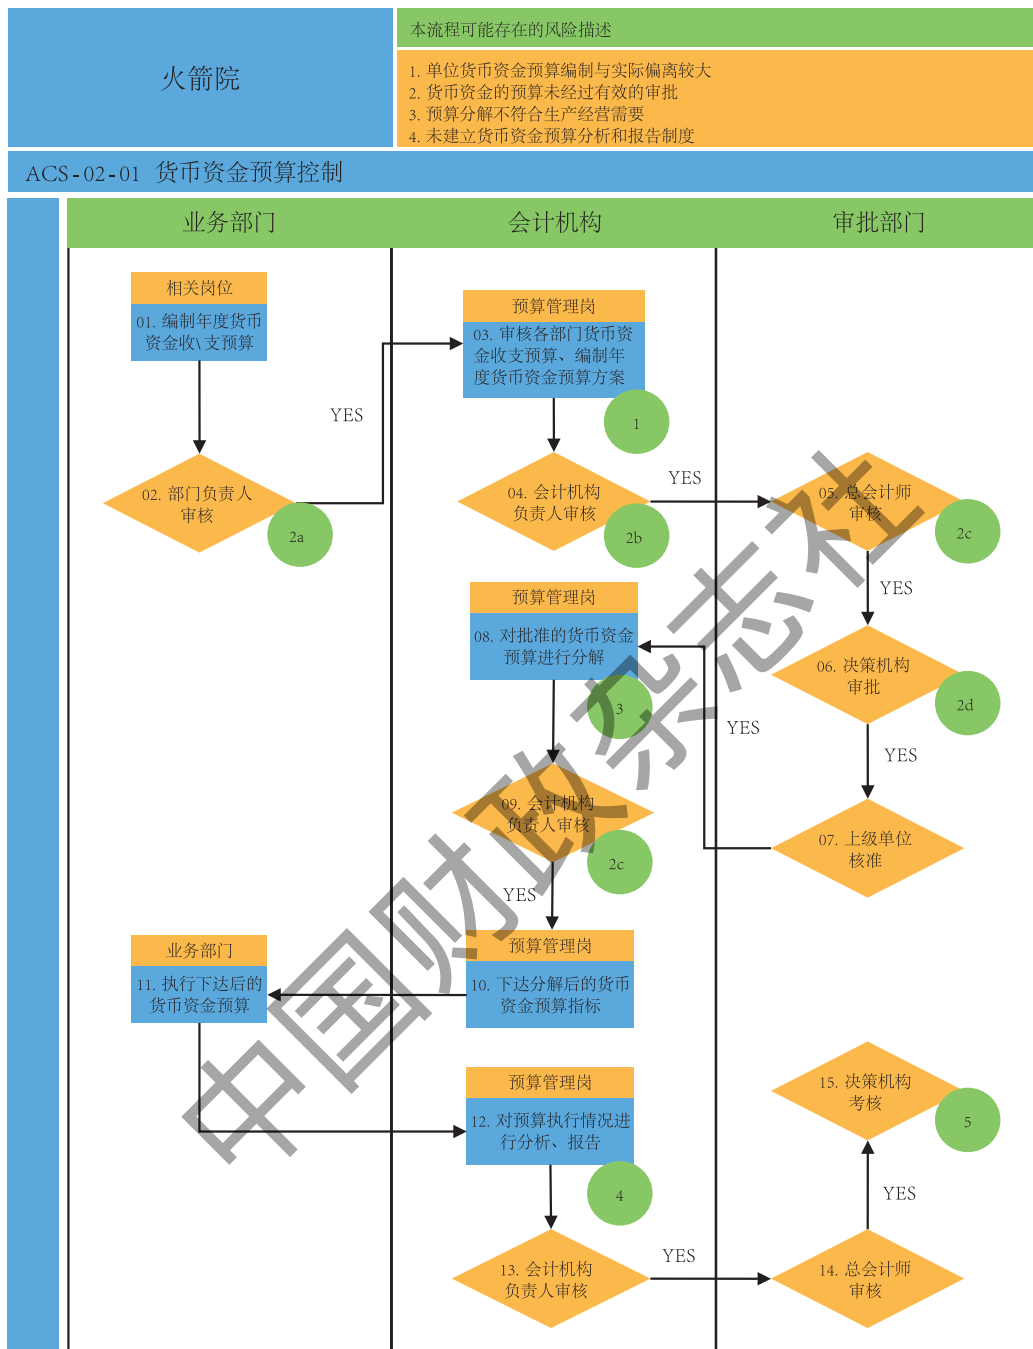 火箭院
本流程可能存在的风险描述
1. 单位货币资金预算编制与实际偏离较大
2. 货币资金的预算未经过有效的审批
3. 预算分解不符合生产经营需要
4. 未建立货币资金预算分析和报告制度
ACS-02-01 货币资金预算控制
业务部门
会计机构
审批部门
相关岗位
01. 编制年度货币
资金收\支预算
02. 部门负责人
审核
2a
YES
预算管理岗
03. 审核各部门货币资
金收支预算、编制年
度货币资金预算方案
1
04. 会计机构
负责人审核
2b
YES
05. 总会计师
审核
2c
YES
06. 决策机构
审批
2d
YES
07. 上级单位
核准
YES
预算管理岗
08. 对批准的货币资金
预算进行分解
3
09. 会计机构
负责人审核
2c
YES
预算管理岗
10. 下达分解后的货币
资金预算指标
业务部门
11. 执行下达后的
货币资金预算
预算管理岗
12. 对预算执行情况进
行分析、报告
4
13. 会计机构
负责人审核
YES
14. 总会计师
审核
YES
15. 决策机构
考核
5
中国财政杂志社